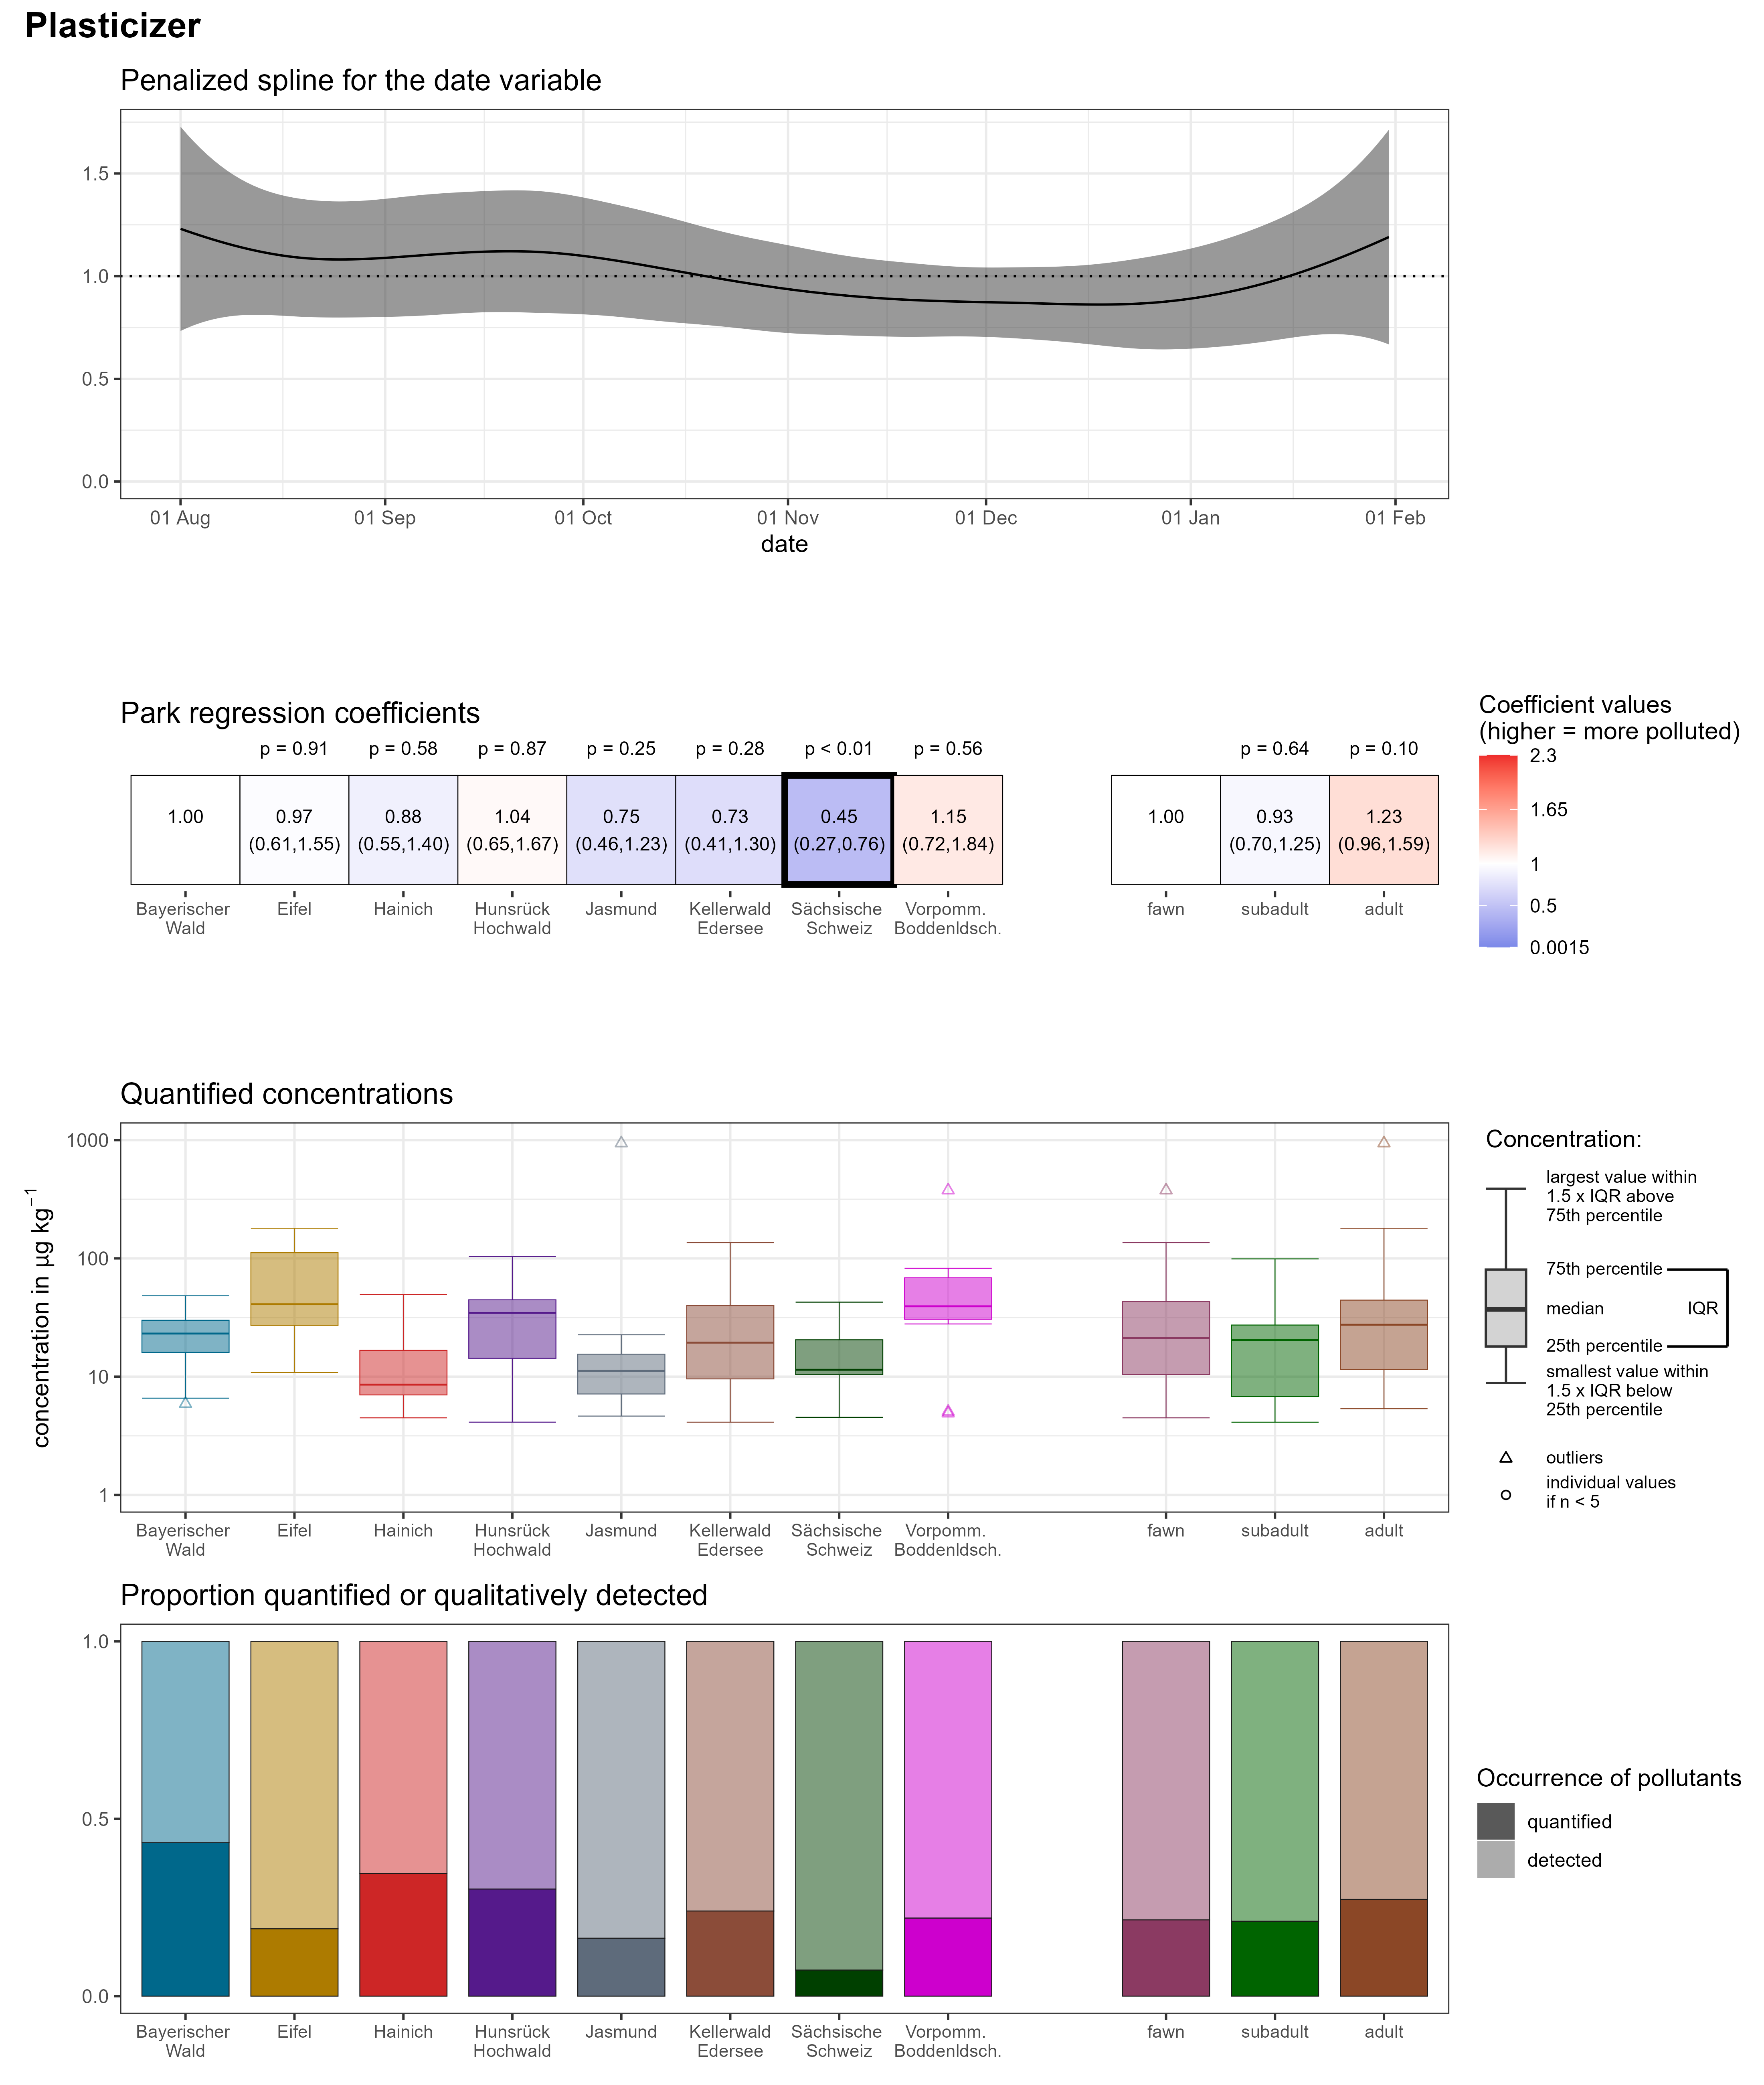 Plasticizer
Penalized spline for the date variable
1.5
1.0
0.5
0.0
01 Aug 01 Sep 01 Oct 01 Nov 01 Dec 01 Jan 01 Feb
date
Park regression coefficients
p = 0.91 p = 0.58 p = 0.87 p = 0.25 p = 0.28 p < 0.01 p = 0.56 p = 0.64 p = 0.10
1.00 0.97 0.88 1.04 0.75 0.73 0.45 1.15 1.00 0.93 1.23
(0.61,1.55) (0.55,1.40) (0.65,1.67) (0.46,1.23) (0.41,1.30) (0.27,0.76) (0.72,1.84) (0.70,1.25) (0.96,1.59)
Bayerischer Eifel Hainich Hunsrück Jasmund Kellerwald Sächsische Vorpomm. fawn subadult adult
Wald Hochwald Edersee Schweiz Boddenldsch.
Coefficient values
(higher = more polluted)
2.3
1.65
1
0.5
0.0015
Quantified concentrations
concentration in µg kg⁻¹
1000
100
10
1
Bayerischer Eifel Hainich Hunsrück Jasmund Kellerwald Sächsische Vorpomm. fawn subadult adult
Wald Hochwald Edersee Schweiz Boddenldsch.
Concentration:
largest value within
1.5 x IQR above
75th percentile
75th percentile
median IQR
25th percentile
smallest value within
1.5 x IQR below
25th percentile
outliers
individual values
if n < 5
Proportion quantified or qualitatively detected
1.0
0.5
0.0
Bayerischer Eifel Hainich Hunsrück Jasmund Kellerwald Sächsische Vorpomm. fawn subadult adult
Wald Hochwald Edersee Schweiz Boddenldsch.
Occurrence of pollutants
quantified
detected